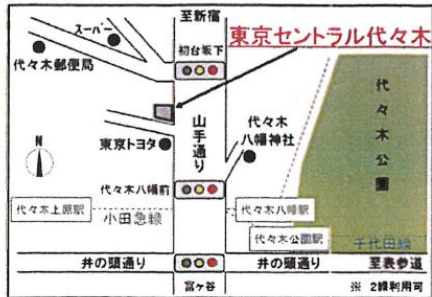 至新宿
スーパー
初台坂下
東京セントラル代々木
代々木郵便局
代々木公園
山手通り
代々木
八幡神社
N
東京トヨタ
代々木八幡前
代々木上原駅
代々木八幡駅
小田急線
代々木公園駅
千代田線
井の頭通り
井の頭通り
至表参道
富ヶ谷
※ 2線利用可